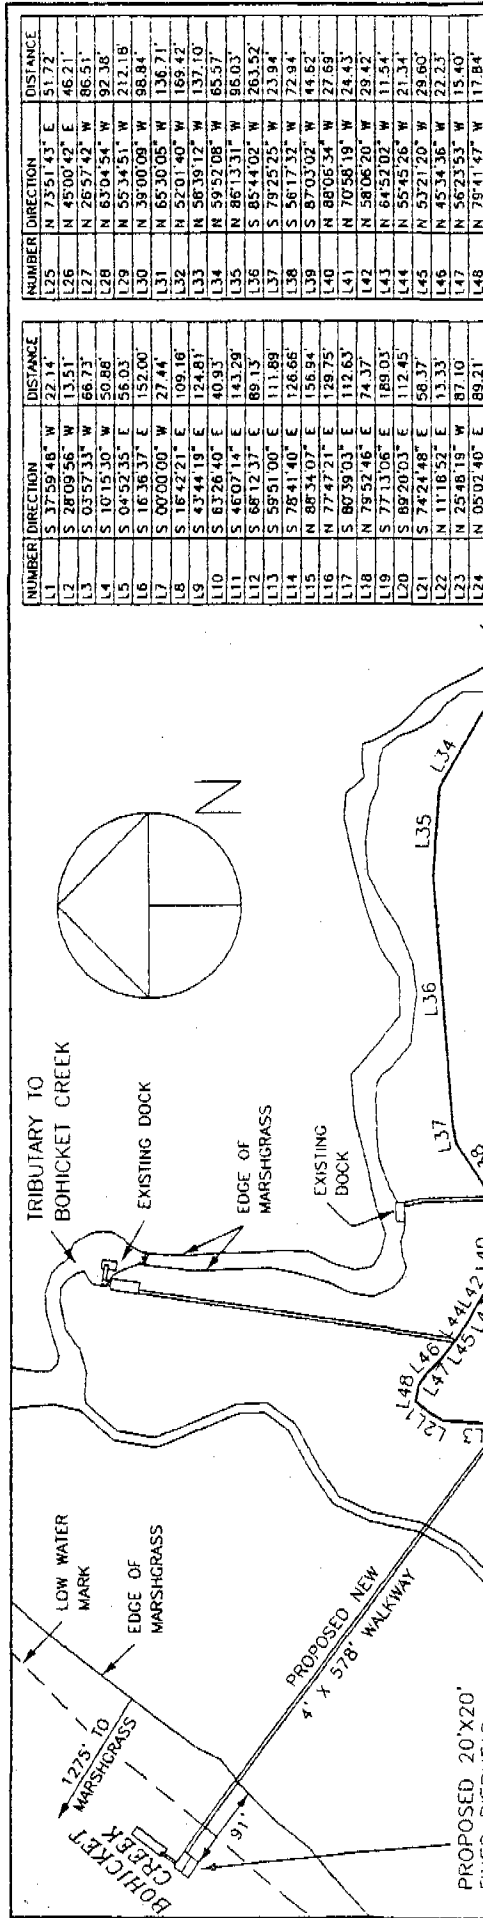 NUMBER DIRECTION DISTANCE
L1 S 37°59'48" W 22.14'
L2 S 28°09'56" W 13.51'
L3 S 03°57'33" W 66.73'
L4 S 10°15'30" W 50.88'
L5 S 04°52'35" E 56.03'
L6 S 16°36'37" E 152.00'
L7 S 00°00'00" W 27.44'
L8 S 16°42'21" E 109.16'
L9 S 43°44'19" E 124.81'
L10 S 63°26'40" E 40.93'
L11 S 46°07'14" E 143.29'
L12 S 68°12'37" E 89.13'
L13 S 59°51'00" E 111.89'
L14 S 78°41'40" E 126.66'
L15 N 88°34'07" E 156.94'
L16 N 77°47'21" E 129.75'
L17 S 80°39'03" E 112.63'
L18 N 79°52'46" E 74.37'
L19 S 77°13'06" E 189.03'
L20 S 89°20'03" E 112.45'
L21 S 74°24'48" E 58.37'
L22 N 11°18'52" E 13.33'
L23 N 25°48'19" W 87.10'
L24 N 05°02'40" E 89.21'
NUMBER DIRECTION DISTANCE
L25 N 73°51'43" E 51.72'
L26 N 45°00'42" E 46.21'
L27 N 26°57'42" W 86.51'
L28 N 63°04'54" W 92.38'
L29 N 55°34'51" W 212.18'
L30 N 39°00'09" W 98.84'
L31 N 65°30'05" W 136.71'
L32 N 52°01'40" W 169.42'
L33 N 58°39'12" W 137.10'
L34 N 59°52'08" W 65.57'
L35 N 86°13'31" W 96.03'
L36 S 85°44'02" W 263.52'
L37 S 79°25'25" W 23.94'
L38 S 56°17'32" W 72.94'
L39 S 87°03'02" W 44.62'
L40 N 88°06'34" W 27.69'
L41 N 70°58'19" W 24.43'
L42 N 58°06'20" W 29.42'
L43 N 64°52'02" W 11.54'
L44 N 55°45'26" W 21.34'
L45 N 53°21'20" W 29.60'
L46 N 45°34'36" W 22.23'
L47 N 56°23'53" W 15.40'
L48 N 79°41'47" W 17.84'
N
TRIBUTARY TO
BOHICKET CREEK
EXISTING DOCK
EDGE OF
MARSHGRASS
EXISTING
DOCK
LOW WATER
MARK
EDGE OF
MARSHGRASS
1275' TO
MARSHGRASS
BOHICKET
CREEK
91'
PROPOSED NEW
4' X 578' WALKWAY
PROPOSED 20'X20'
L34
L35
L36
L37
L48
L46
L44
L42
L47
L45
L2
L1
L3